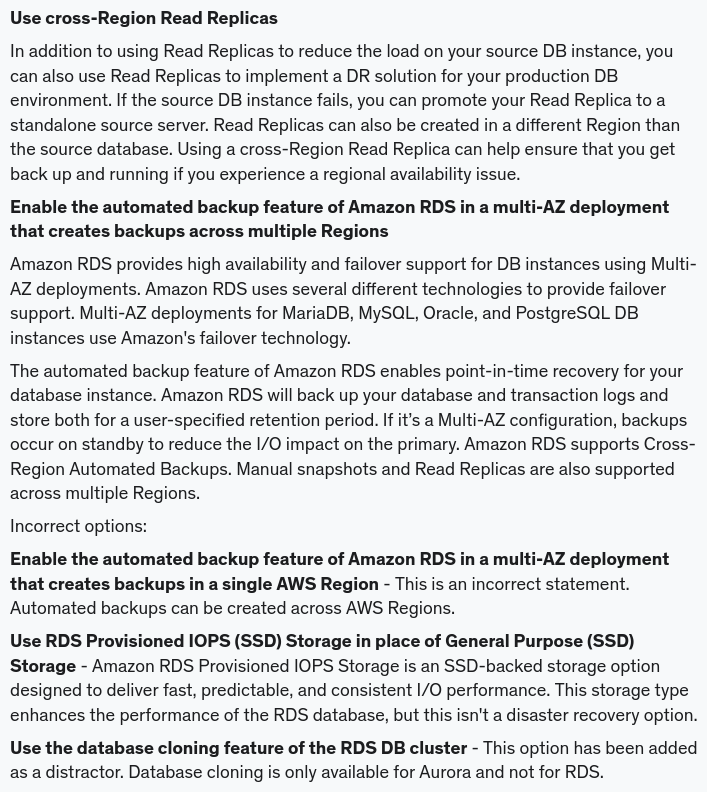 Use cross-Region Read Replicas
In addition to using Read Replicas to reduce the load on your source DB instance, you
can also use Read Replicas to implement a DR solution for your production DB
environment. If the source DB instance fails, you can promote your Read Replica to a
standalone source server. Read Replicas can also be created in a different Region than
the source database. Using a cross-Region Read Replica can help ensure that you get
back up and running if you experience a regional availability issue.
Enable the automated backup feature of Amazon RDS in a multi-AZ deployment
that creates backups across multiple Regions
Amazon RDS provides high availability and failover support for DB instances using Multi-
AZ deployments. Amazon RDS uses several different technologies to provide failover
support. Multi-AZ deployments for MariaDB, MySQL, Oracle, and PostgreSQL DB
instances use Amazon's failover technology.
The automated backup feature of Amazon RDS enables point-in-time recovery for your
database instance. Amazon RDS will back up your database and transaction logs and
store both for a user-specified retention period. If it’s a Multi-AZ configuration, backups
occur on standby to reduce the I/O impact on the primary. Amazon RDS supports Cross-
Region Automated Backups. Manual snapshots and Read Replicas are also supported
across multiple Regions.
Incorrect options:
Enable the automated backup feature of Amazon RDS in a multi-AZ deployment
that creates backups in a single AWS Region - This is an incorrect statement.
Automated backups can be created across AWS Regions.
Use RDS Provisioned IOPS (SSD) Storage in place of General Purpose (SSD)
Storage - Amazon RDS Provisioned IOPS Storage is an SSD-backed storage option
designed to deliver fast, predictable, and consistent I/O performance. This storage type
enhances the performance of the RDS database, but this isn't a disaster recovery option.
Use the database cloning feature of the RDS DB cluster - This option has been added
as a distractor. Database cloning is only available for Aurora and not for RDS.